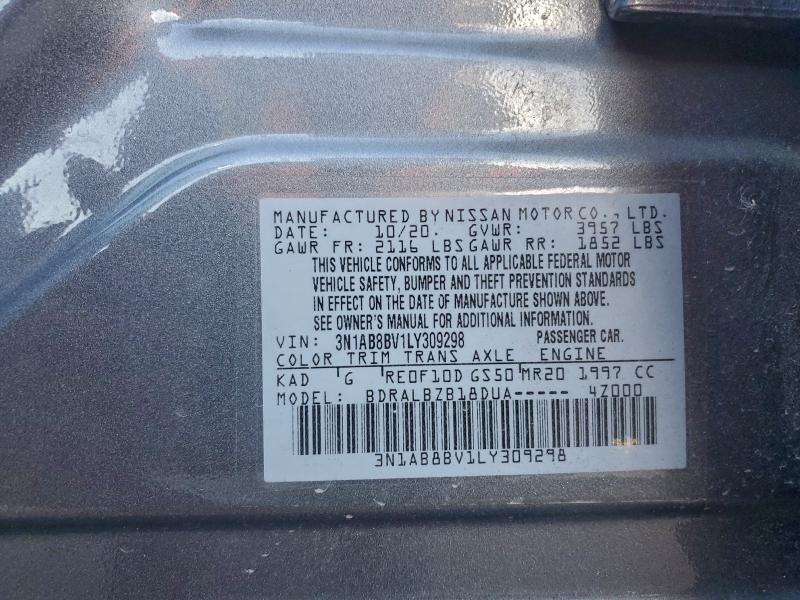 MANUFACTURED BY NISSAN MOTOR CO., LTD.
DATE: 10/20. GVWR: 3957 LBS
GAWR FR: 2116 LBS GAWR RR: 1852 LBS
THIS VEHICLE CONFORMS TO ALL APPLICABLE FEDERAL MOTOR
VEHICLE SAFETY, BUMPER AND THEFT PREVENTION STANDARDS
IN EFFECT ON THE DATE OF MANUFACTURE SHOWN ABOVE.
SEE OWNER'S MANUAL FOR ADDITIONAL INFORMATION.
VIN: 3N1AB8BV1LY309298 PASSENGER CAR.
COLOR TRIM TRANS AXLE ENGINE
KAD G RE0F10D GS50 MR20 1997 CC
MODEL: BDRALBZB18DUA----- 4Z000
3N1AB8BV1LY309298